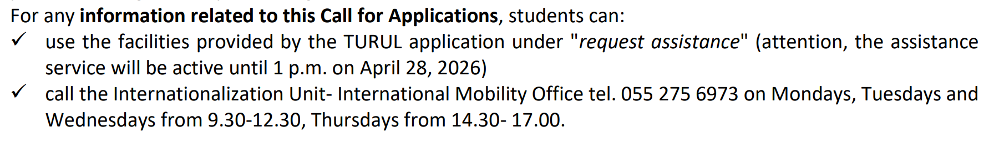 For any information related to this Call for Applications, students can:
✓ use the facilities provided by the TURUL application under "request assistance" (attention, the assistance
service will be active until 1 p.m. on April 28, 2026)
✓ call the Internationalization Unit- International Mobility Office tel. 055 275 6973 on Mondays, Tuesdays and
Wednesdays from 9.30-12.30, Thursdays from 14.30- 17.00.